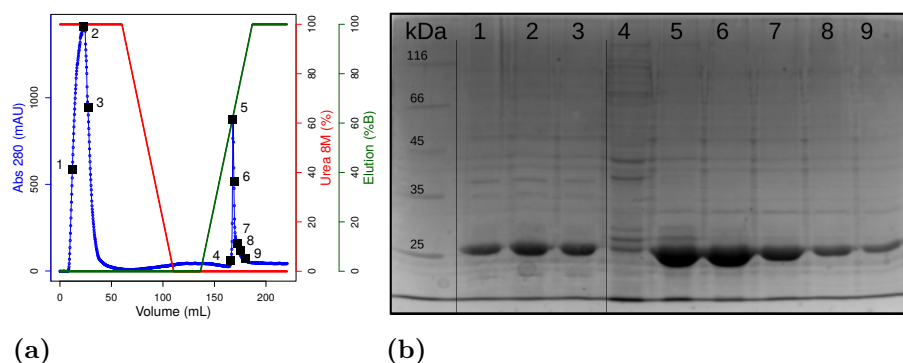 (a)
Abs 280 (mAU)
0 500 1000
1
2
3
4
5
6
7
8
9
0 50 100 150 200
Volume (mL)
0 20 40 60 80 100
Urea 8M (%)
0 20 40 60 80 100
Elution (%B)
(b)
kDa 1 2 3 4 5 6 7 8 9
116
66
45
35
25